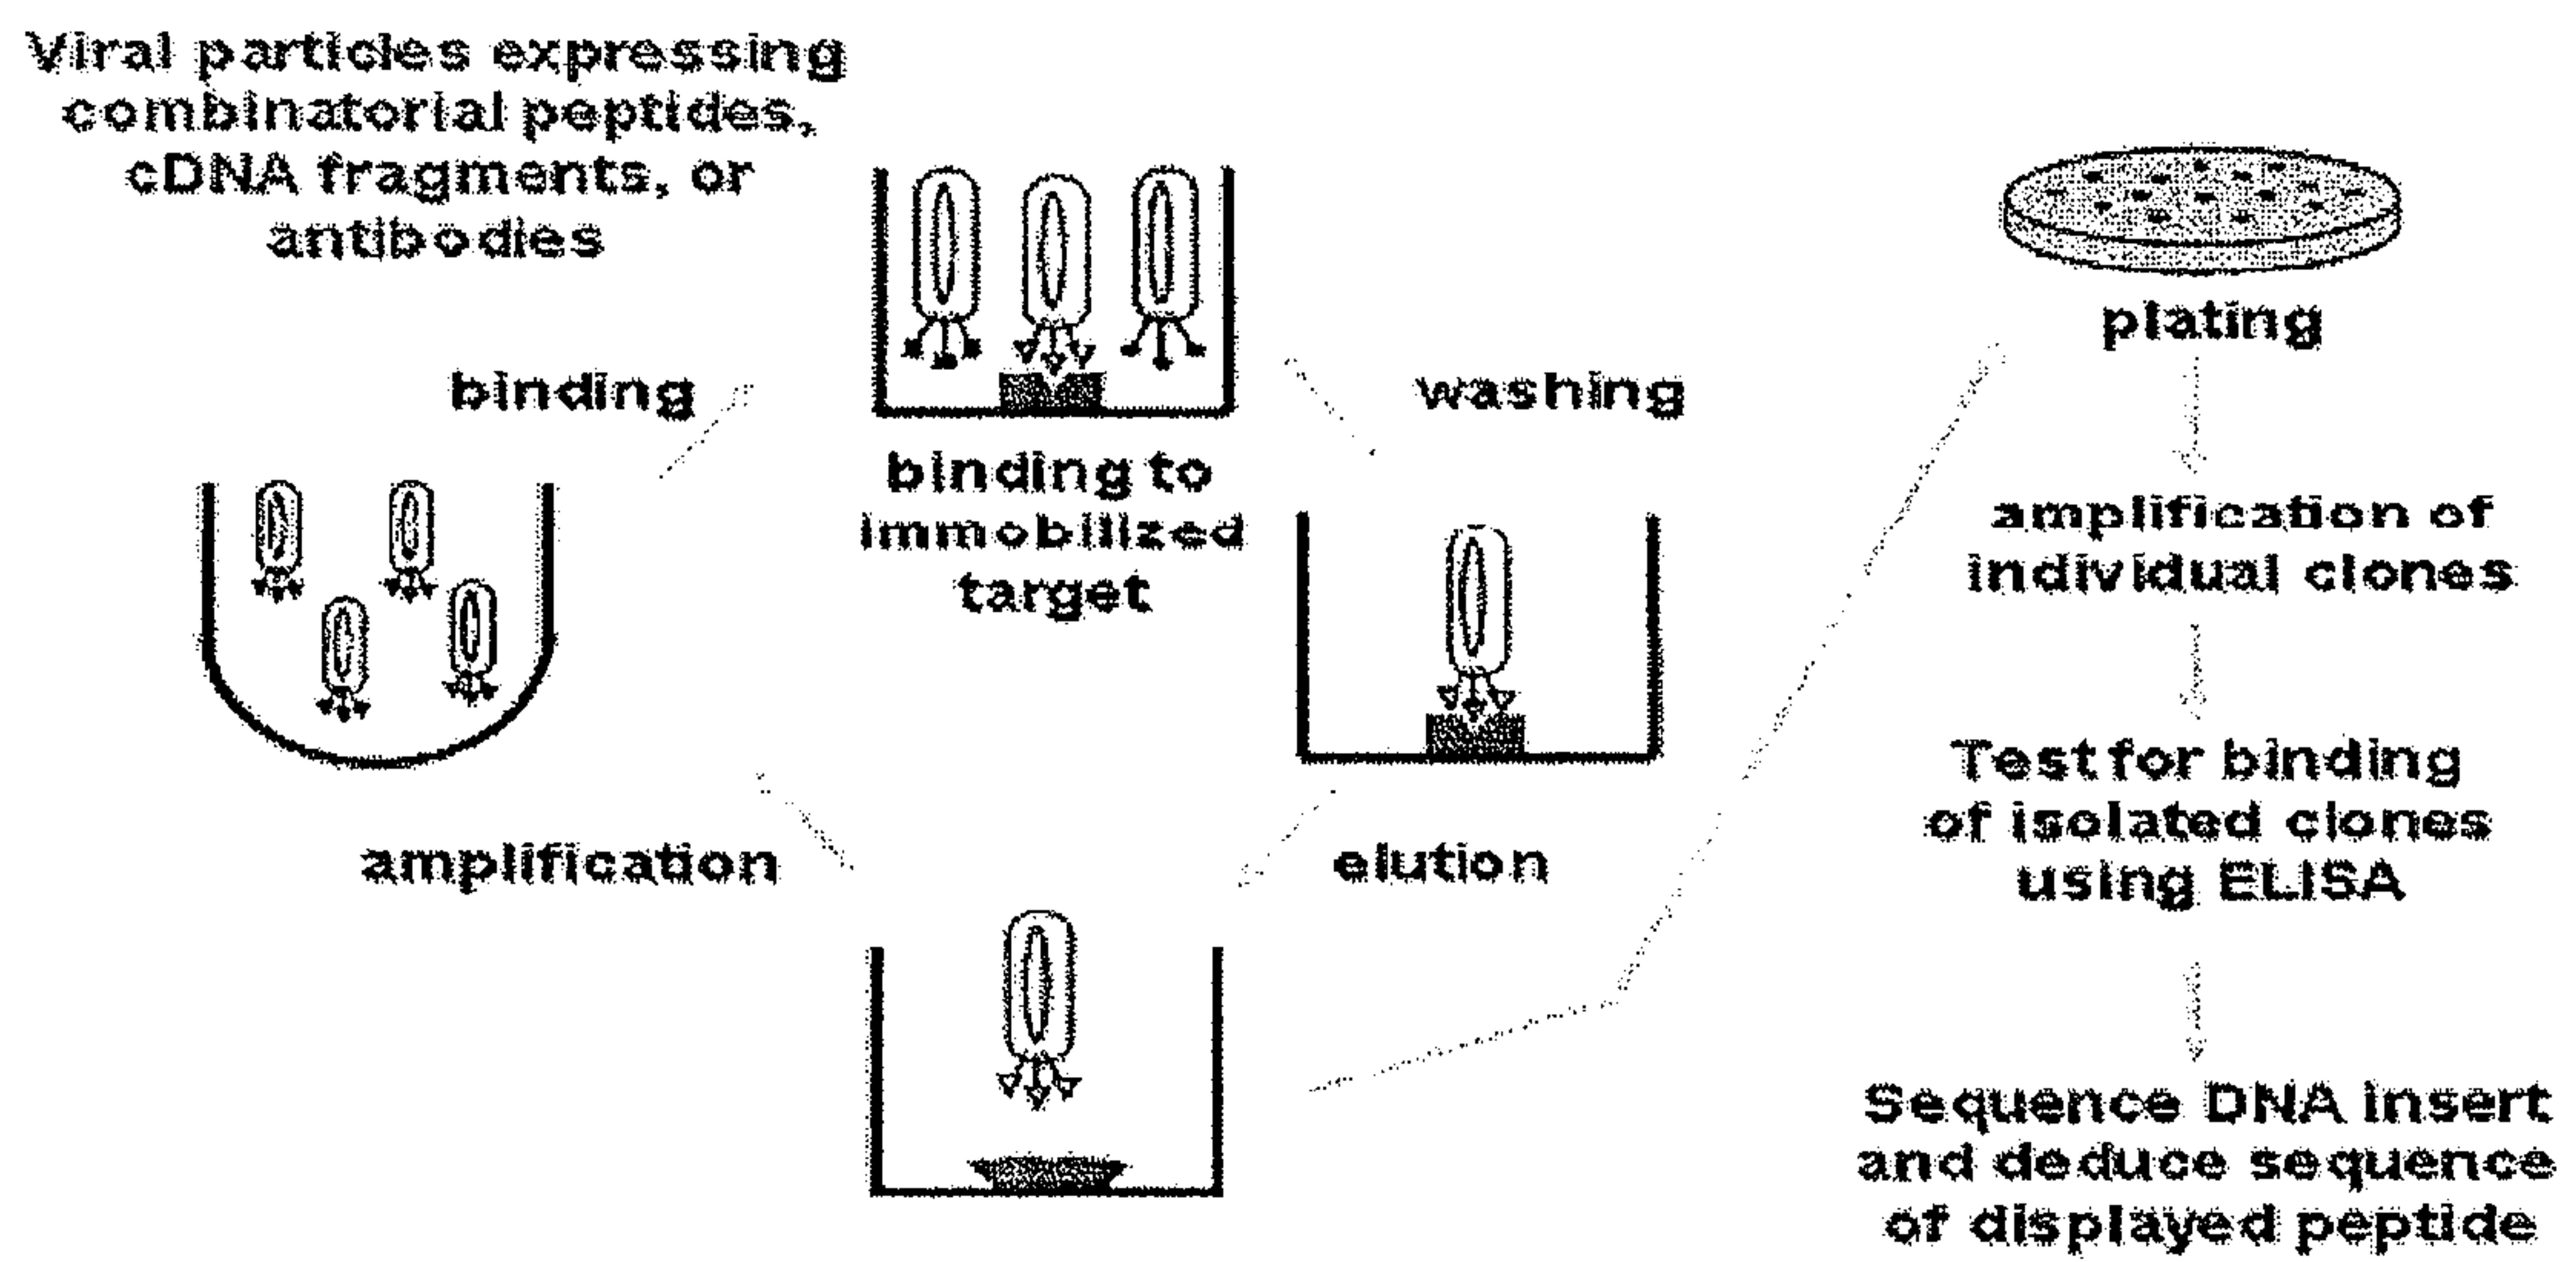 Viral particles expressing
combinatorial peptides,
cDNA fragments, or
antibodies
binding
binding to
immobilized
target
washing
elution
amplification
plating
amplification of
individual clones
Test for binding
of isolated clones
using ELISA
Sequence DNA insert
and deduce sequence
of displayed peptide